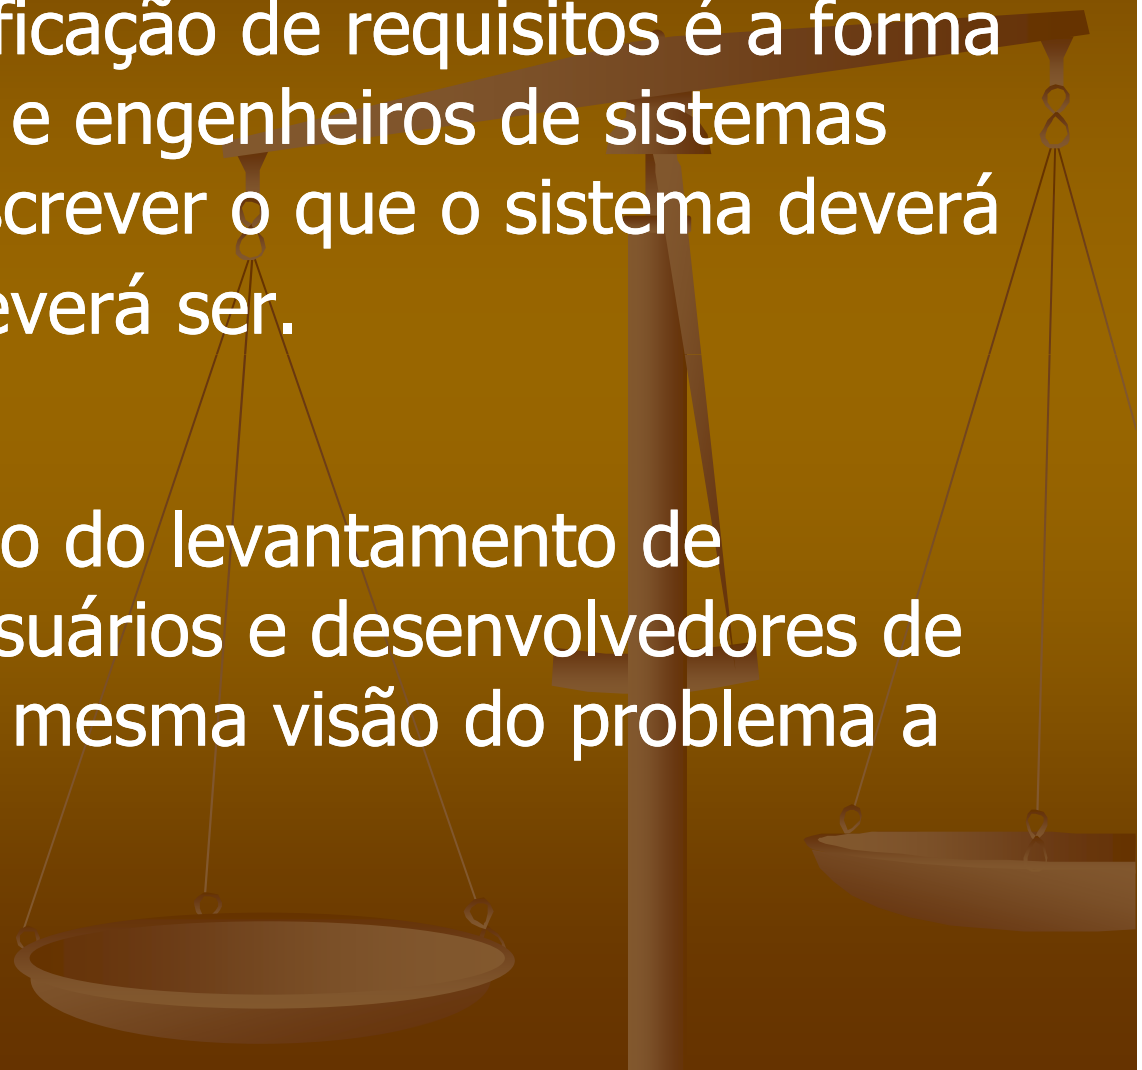 ficação de requisitos é a forma
e engenheiros de sistemas
screver o que o sistema deverá
everá ser.
o do levantamento de
suários e desenvolvedores de
mesma visão do problema a